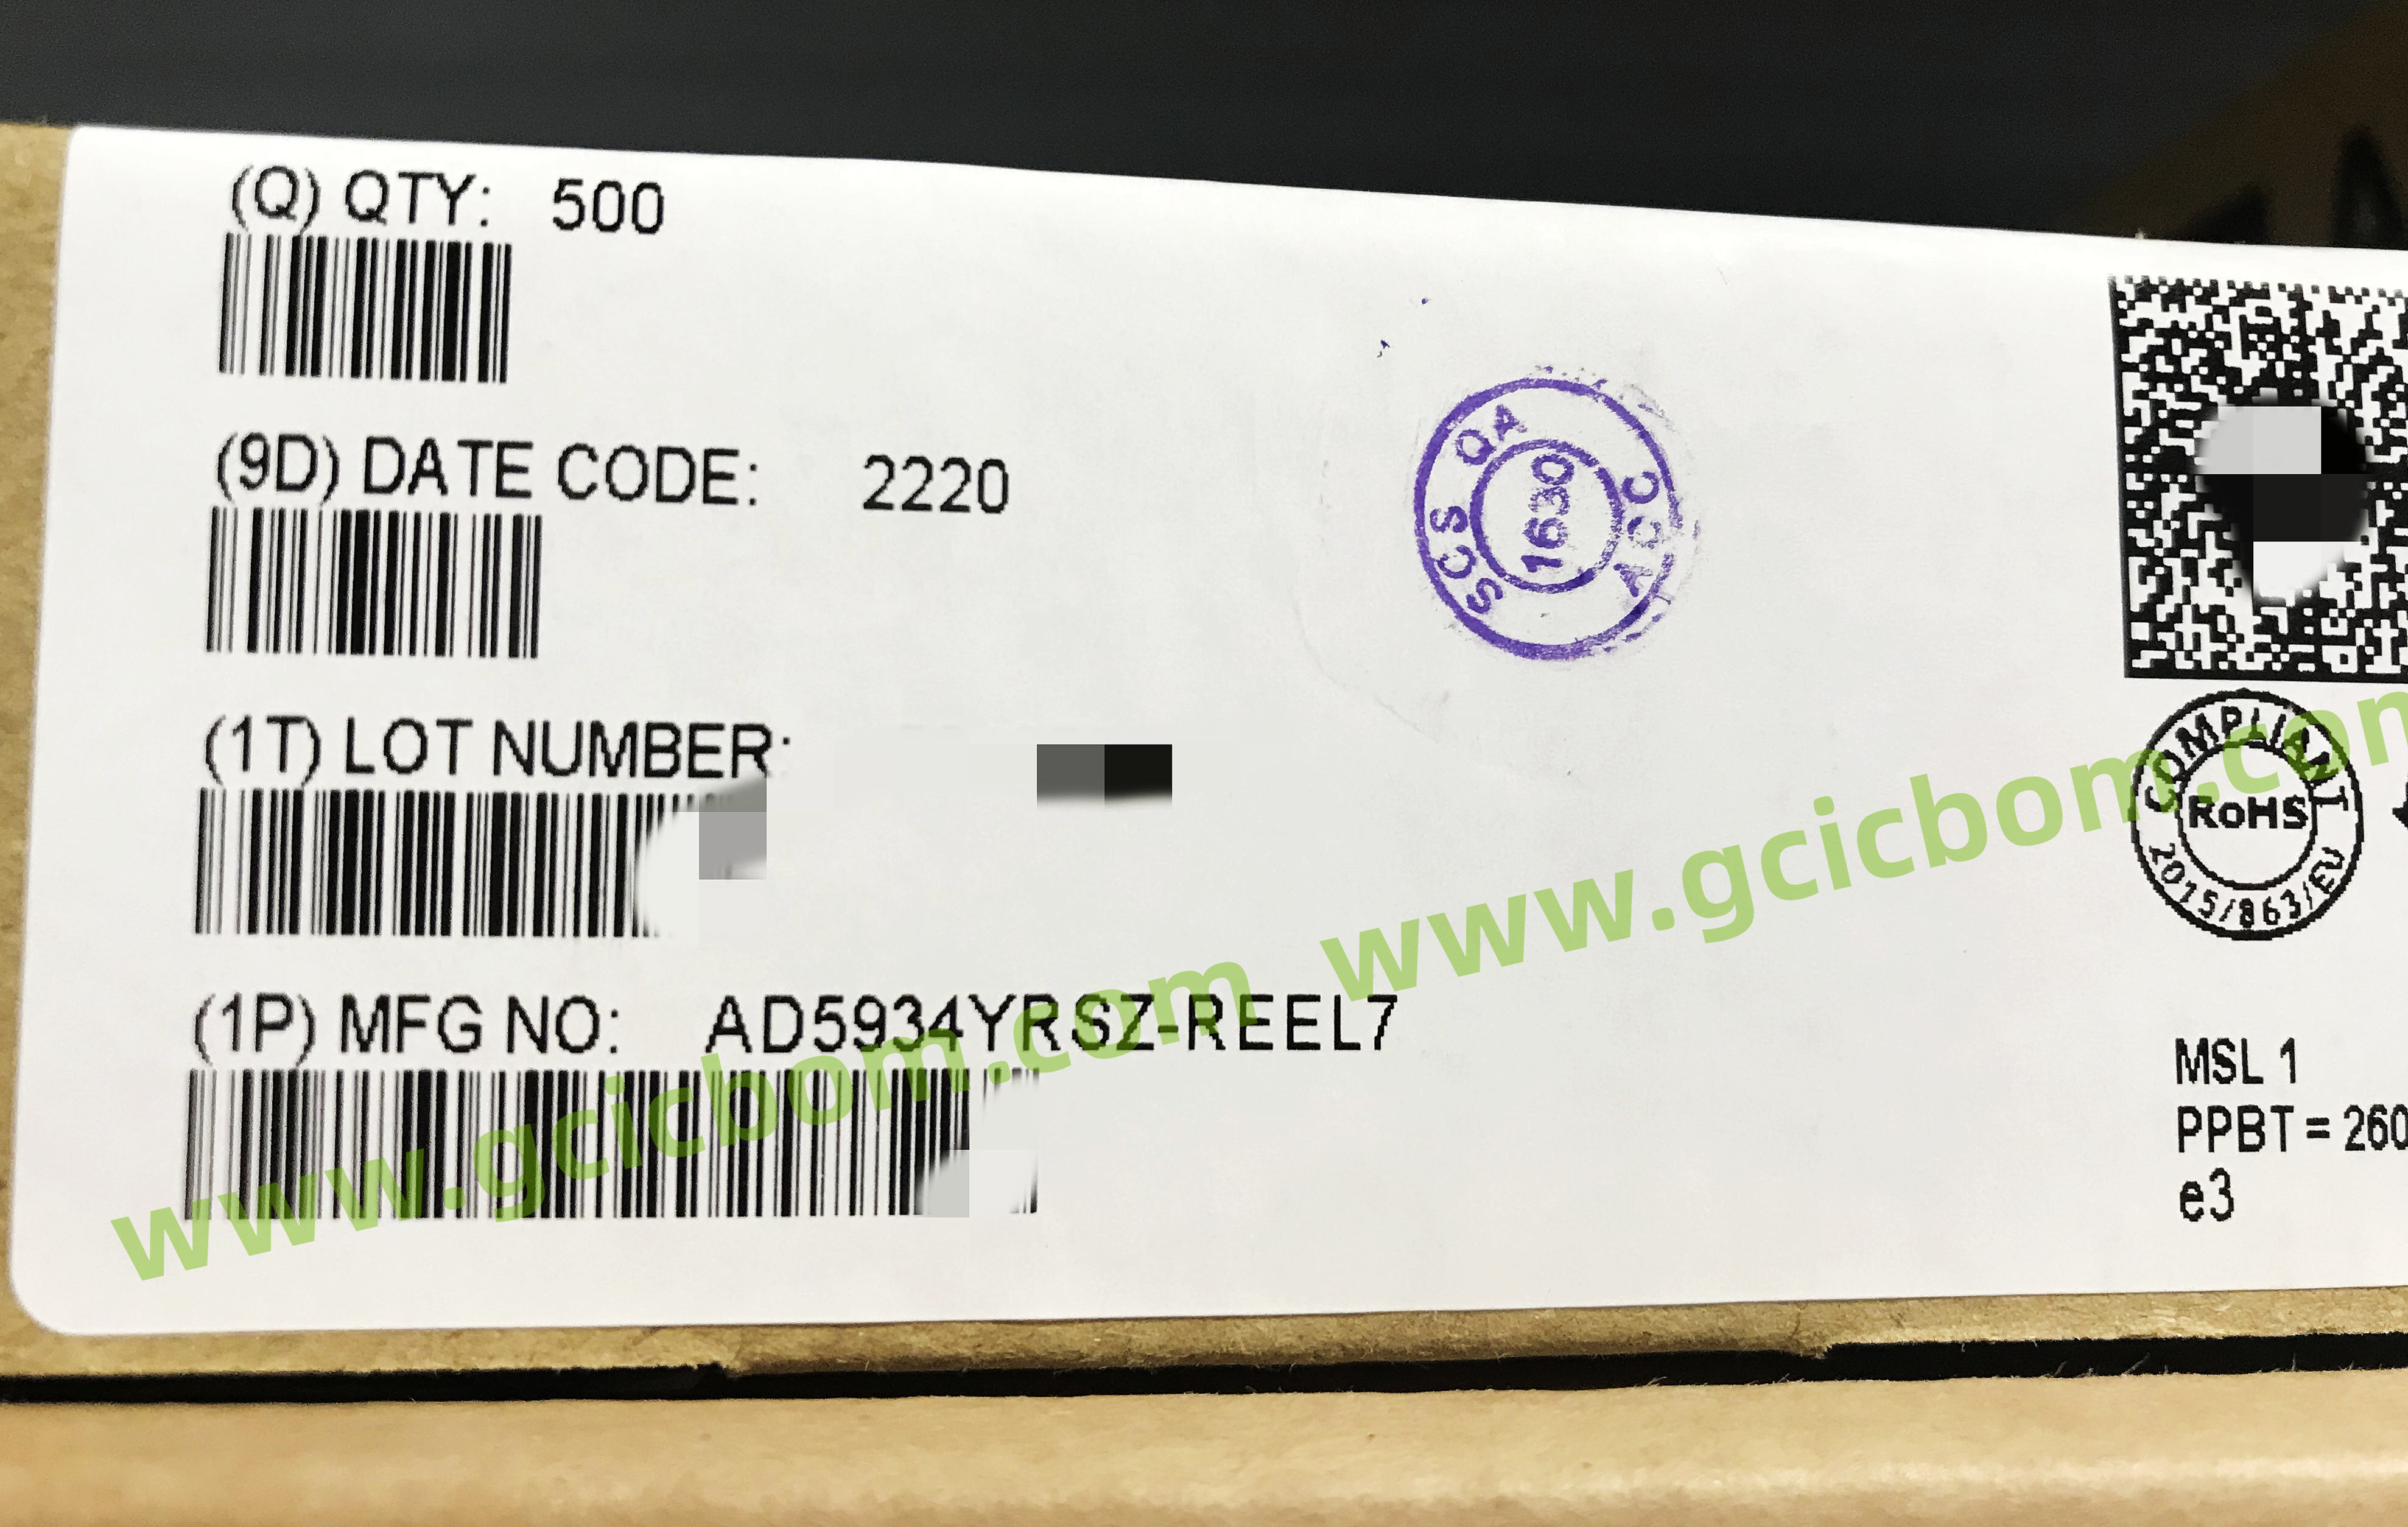 (Q) QTY: 500
(9D) DATE CODE: 2220
SCS QA ACC
1630
(1T) LOT NUMBER:
COMPLIANT
RoHS
2015/863/EU
(1P) MFG NO: AD5934YRSZ-REEL7
MSL 1
PPBT = 260
e3
www.gcicbom.com www.gcicbom.com